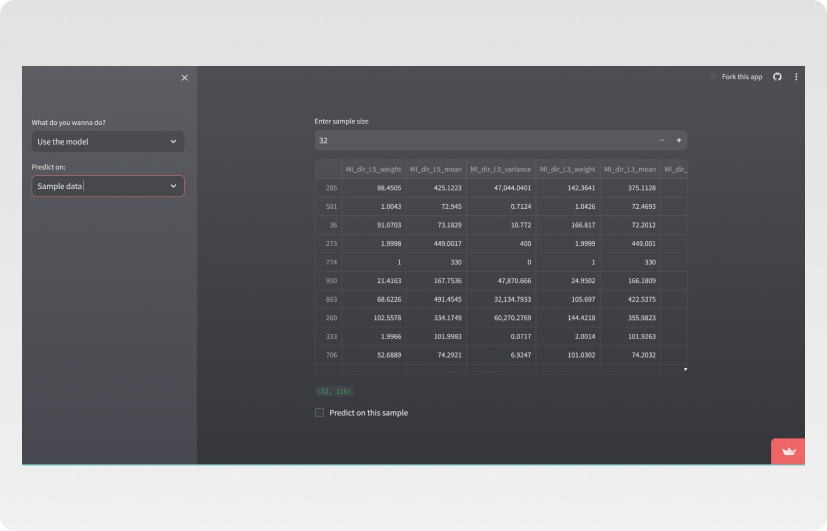 Fork this app
What do you wanna do?
Use the model
Predict on:
Sample data
Enter sample size
32
MI_dir_L5_weight MI_dir_L5_mean MI_dir_L5_variance MI_dir_L3_weight MI_dir_L3_mean MI_dir_
285 88.4505 425.1223 47,044.0401 142.3641 375.1128
501 1.0043 72.945 0.7124 1.0426 72.4693
36 91.0703 73.1829 10.772 166.817 72.2012
273 1.9998 449.0017 400 1.9999 449.001
774 1 330 0 1 330
950 21.4163 167.7536 47,870.666 24.9502 166.1809
863 68.6226 491.4545 32,134.7933 105.697 422.5375
260 102.5578 334.1749 60,270.2769 144.4218 355.9823
333 1.9966 101.9983 0.0717 2.0014 101.9263
706 52.6889 74.2921 6.9247 101.0302 74.2032
(32, 116)
Predict on this sample